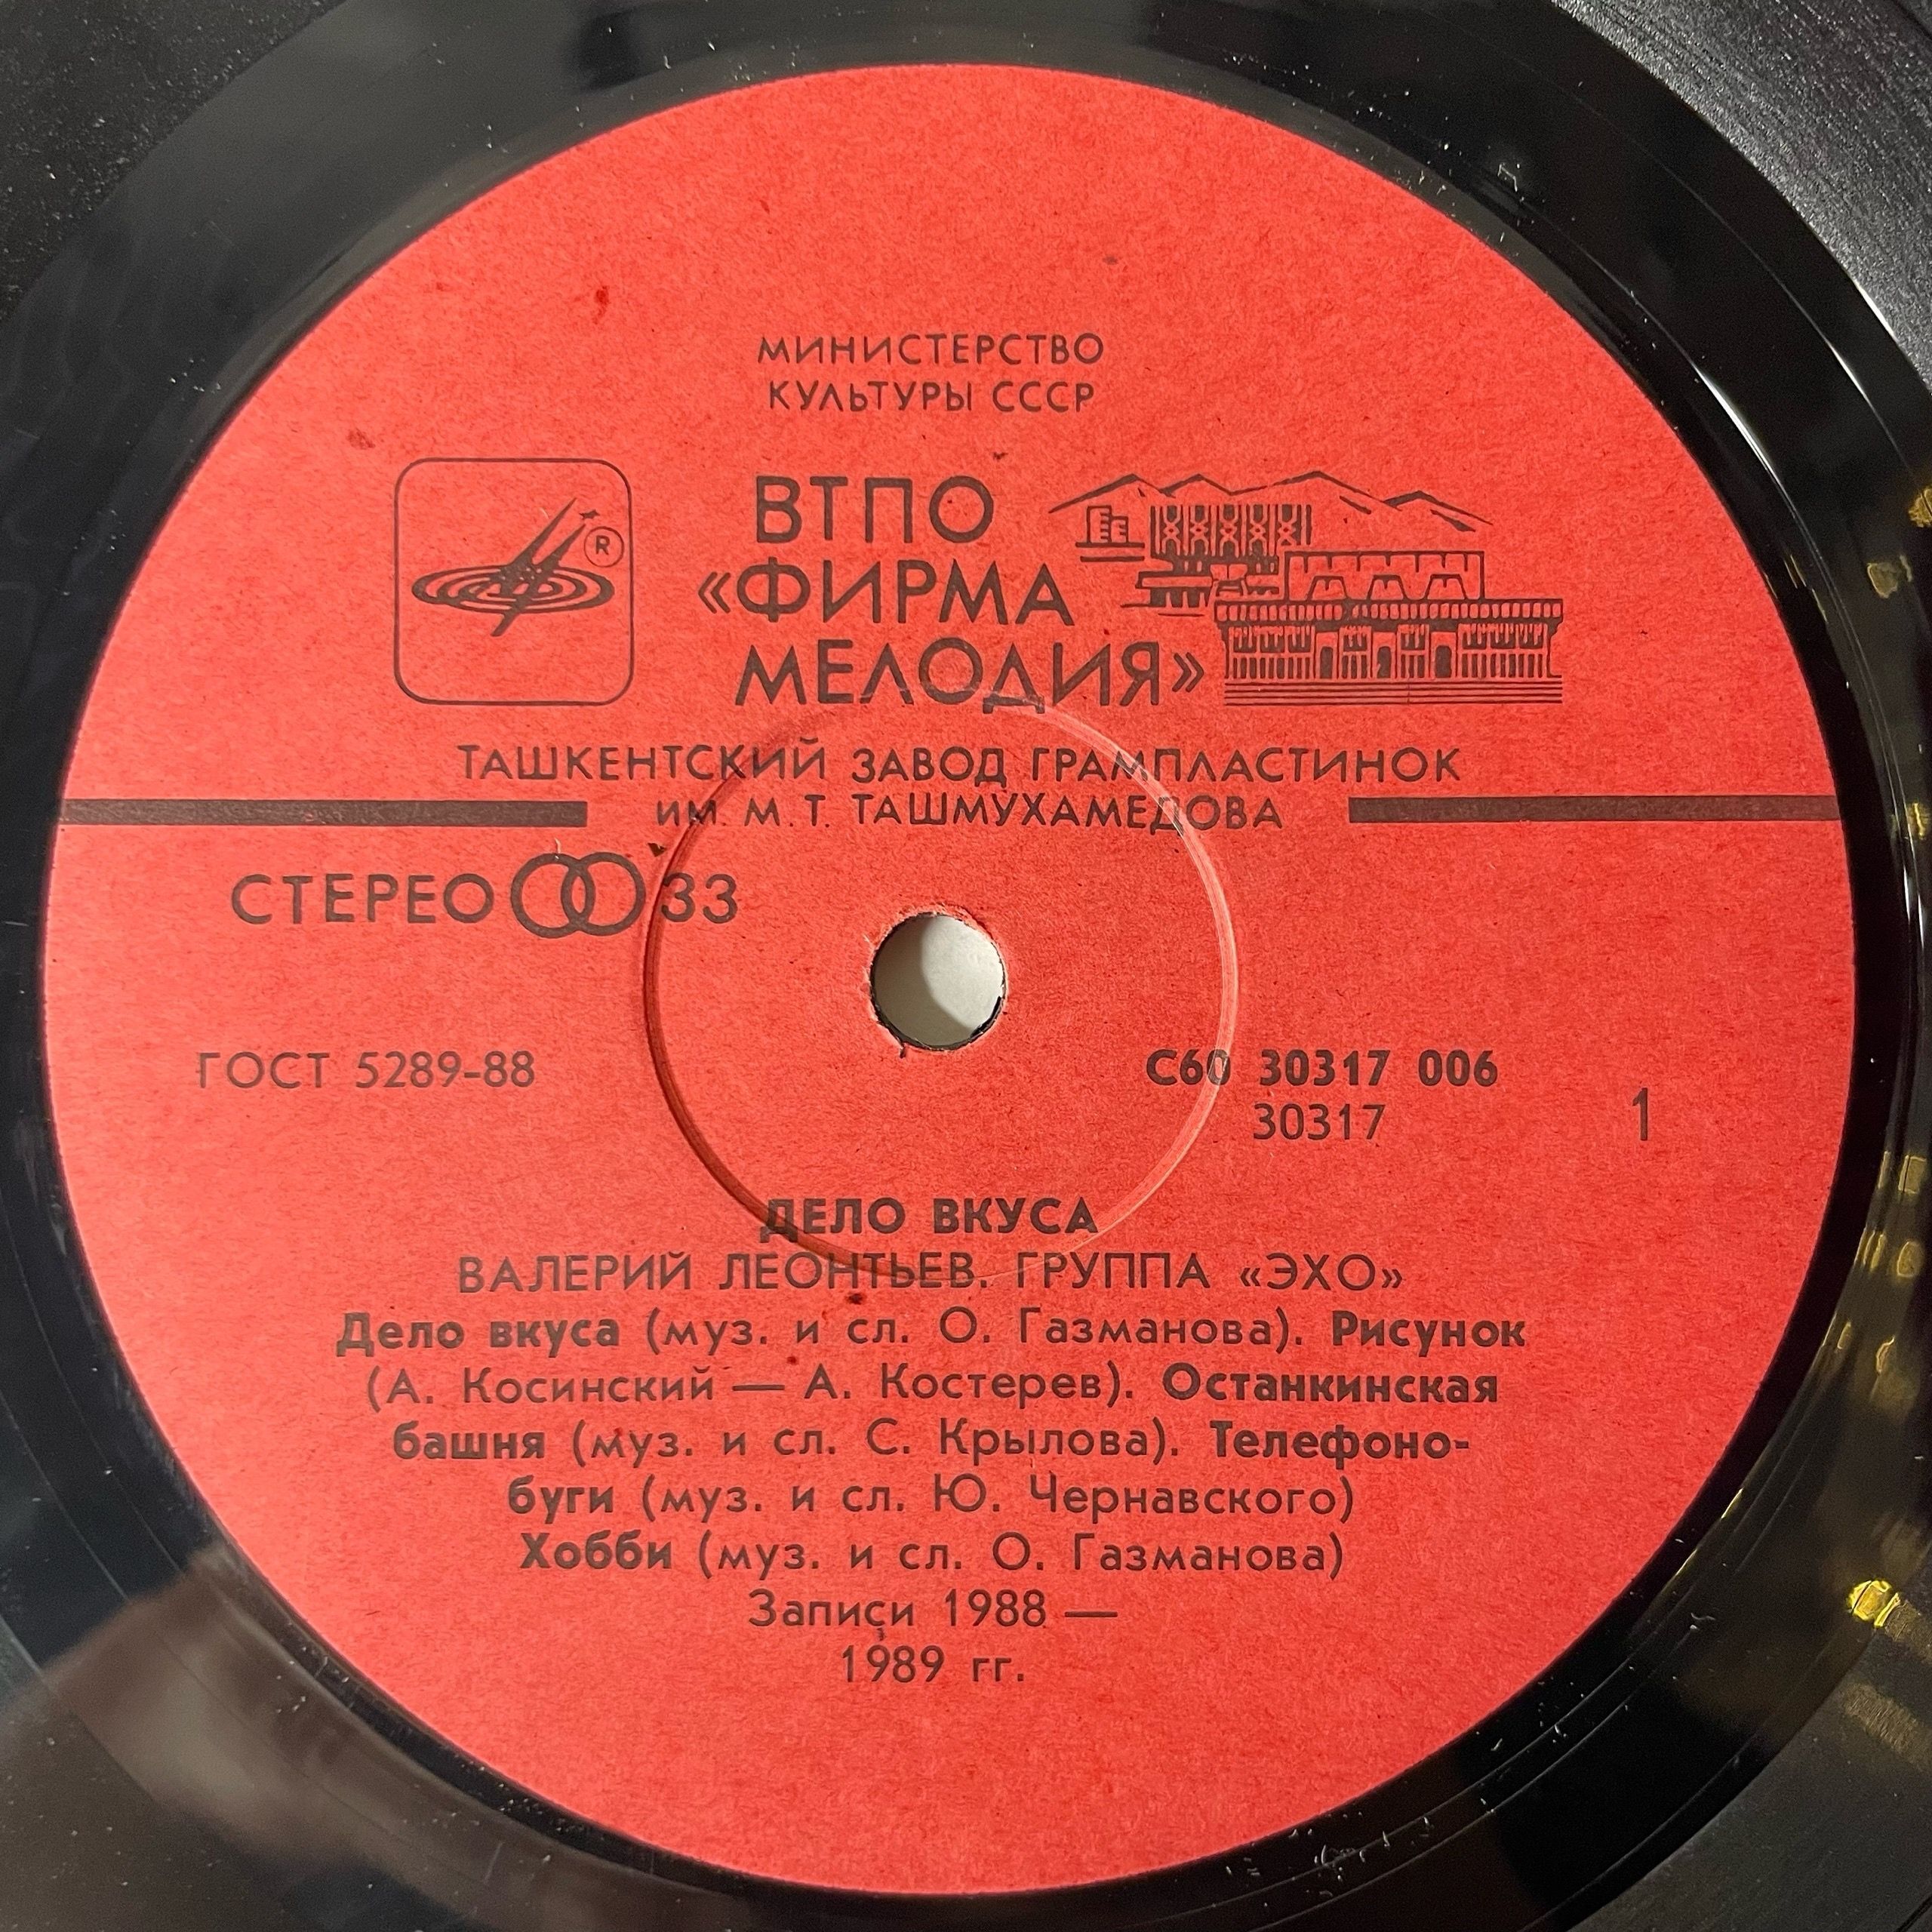 МИНИСТЕРСТВО
КУЛЬТУРЫ СССР
ВТПО
«ФИРМА
МЕЛОДИЯ»
®
ТАШКЕНТСКИЙ ЗАВОД ГРАМПЛАСТИНОК
ИМ. М.Т. ТАШМУХАМЕДОВА
СТЕРЕО 33
ГОСТ 5289-88
С60 30317 006
30317
1
ДЕЛО ВКУСА
ВАЛЕРИЙ ЛЕОНТЬЕВ. ГРУППА «ЭХО»
Дело вкуса (муз. и сл. О. Газманова). Рисунок
(А. Косинский — А. Костерев). Останкинская
башня (муз. и сл. С. Крылова). Телефоно-
буги (муз. и сл. Ю. Чернавского)
Хобби (муз. и сл. О. Газманова)
Записи 1988 —
1989 гг.